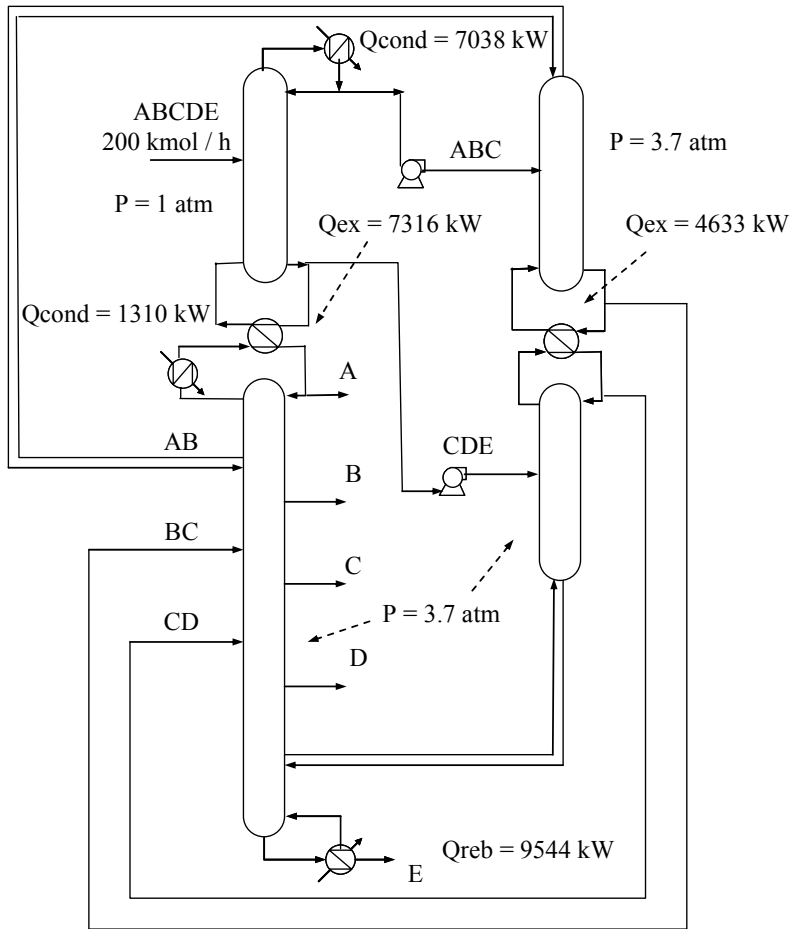 Qcond = 7038 kW
ABCDE
200 kmol / h
ABC
P = 3.7 atm
P = 1 atm
Qex = 7316 kW
Qex = 4633 kW
Qcond = 1310 kW
A
AB
CDE
B
BC
C
P = 3.7 atm
CD
D
Qreb = 9544 kW
E